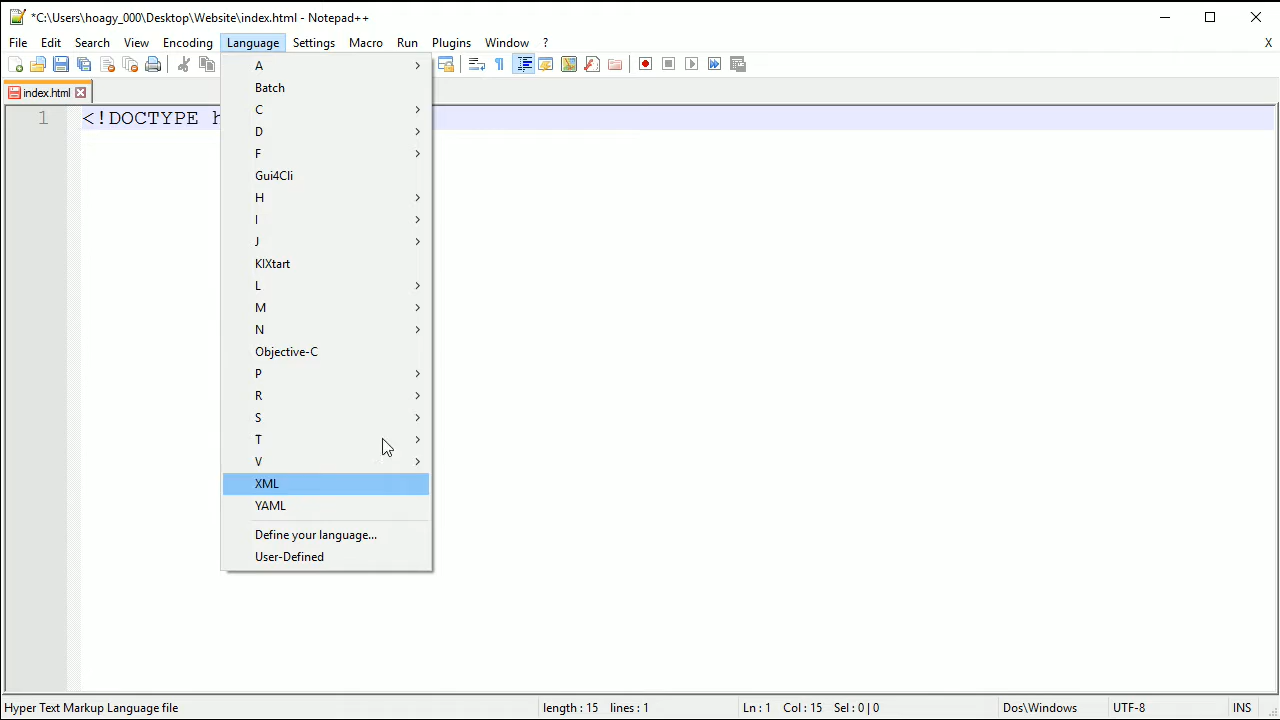 *C:\Users\hoagy_000\Desktop\Website\index.html - Notepad++
File Edit Search View Encoding Language Settings Macro Run Plugins Window ? X
index.html
1 <!DOCTYPE h
A
Batch
C
D
F
Gui4Cli
H
I
J
KIXtart
L
M
N
Objective-C
P
R
S
T
V
XML
YAML
Define your language...
User-Defined
Hyper Text Markup Language file length : 15 lines : 1 Ln : 1 Col : 15 Sel : 0 | 0 Dos\Windows UTF-8 INS